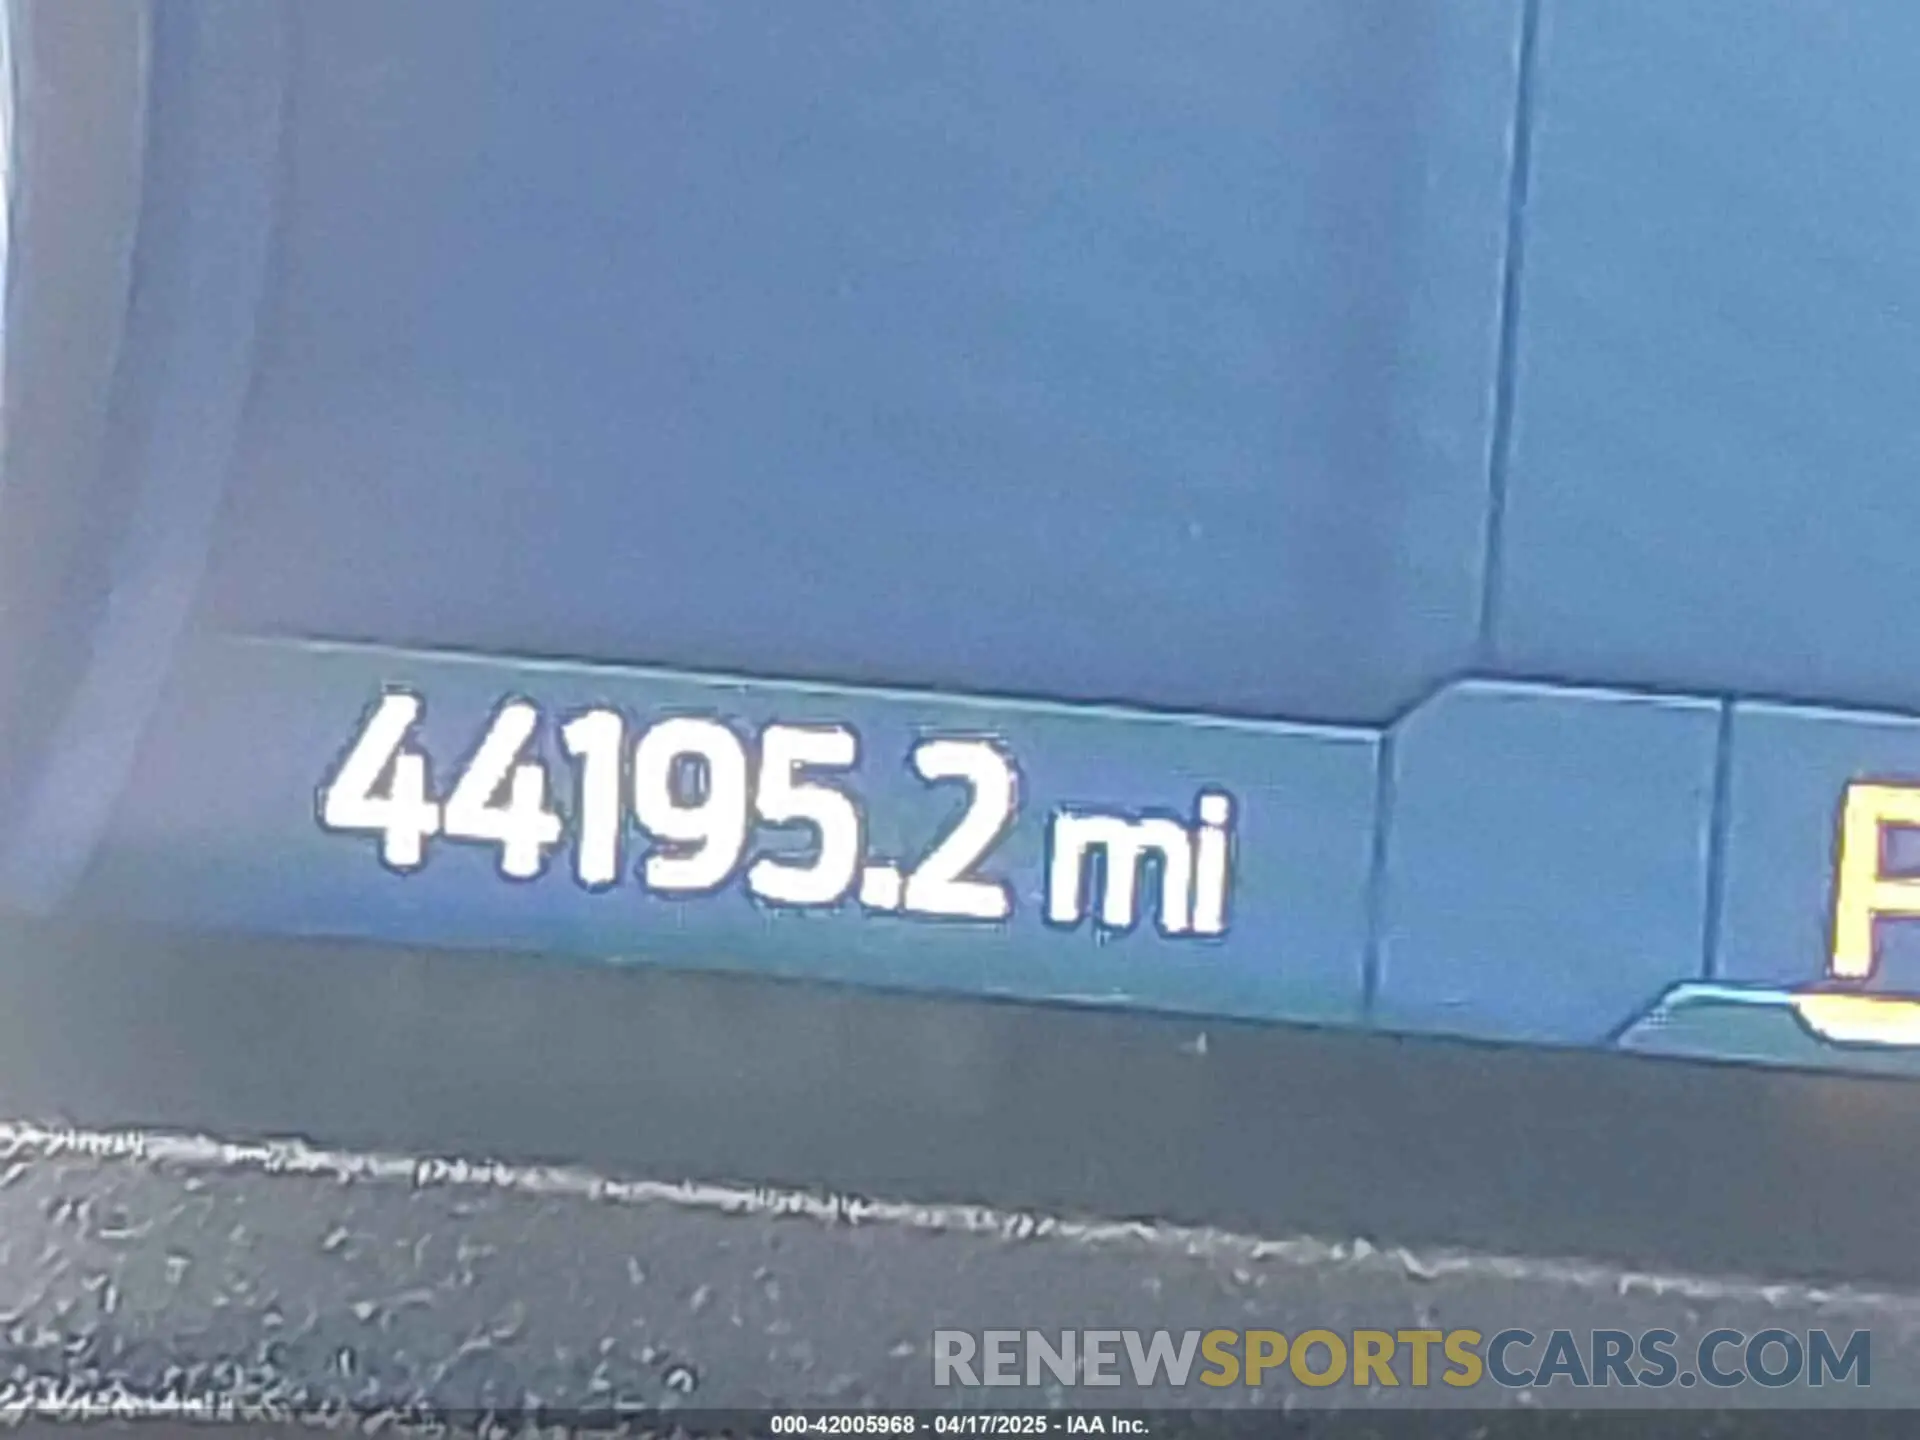 44195.2 mi
P
RENEWSPORTSCARS.COM
000-42005968 - 04/17/2025 - IAA Inc.